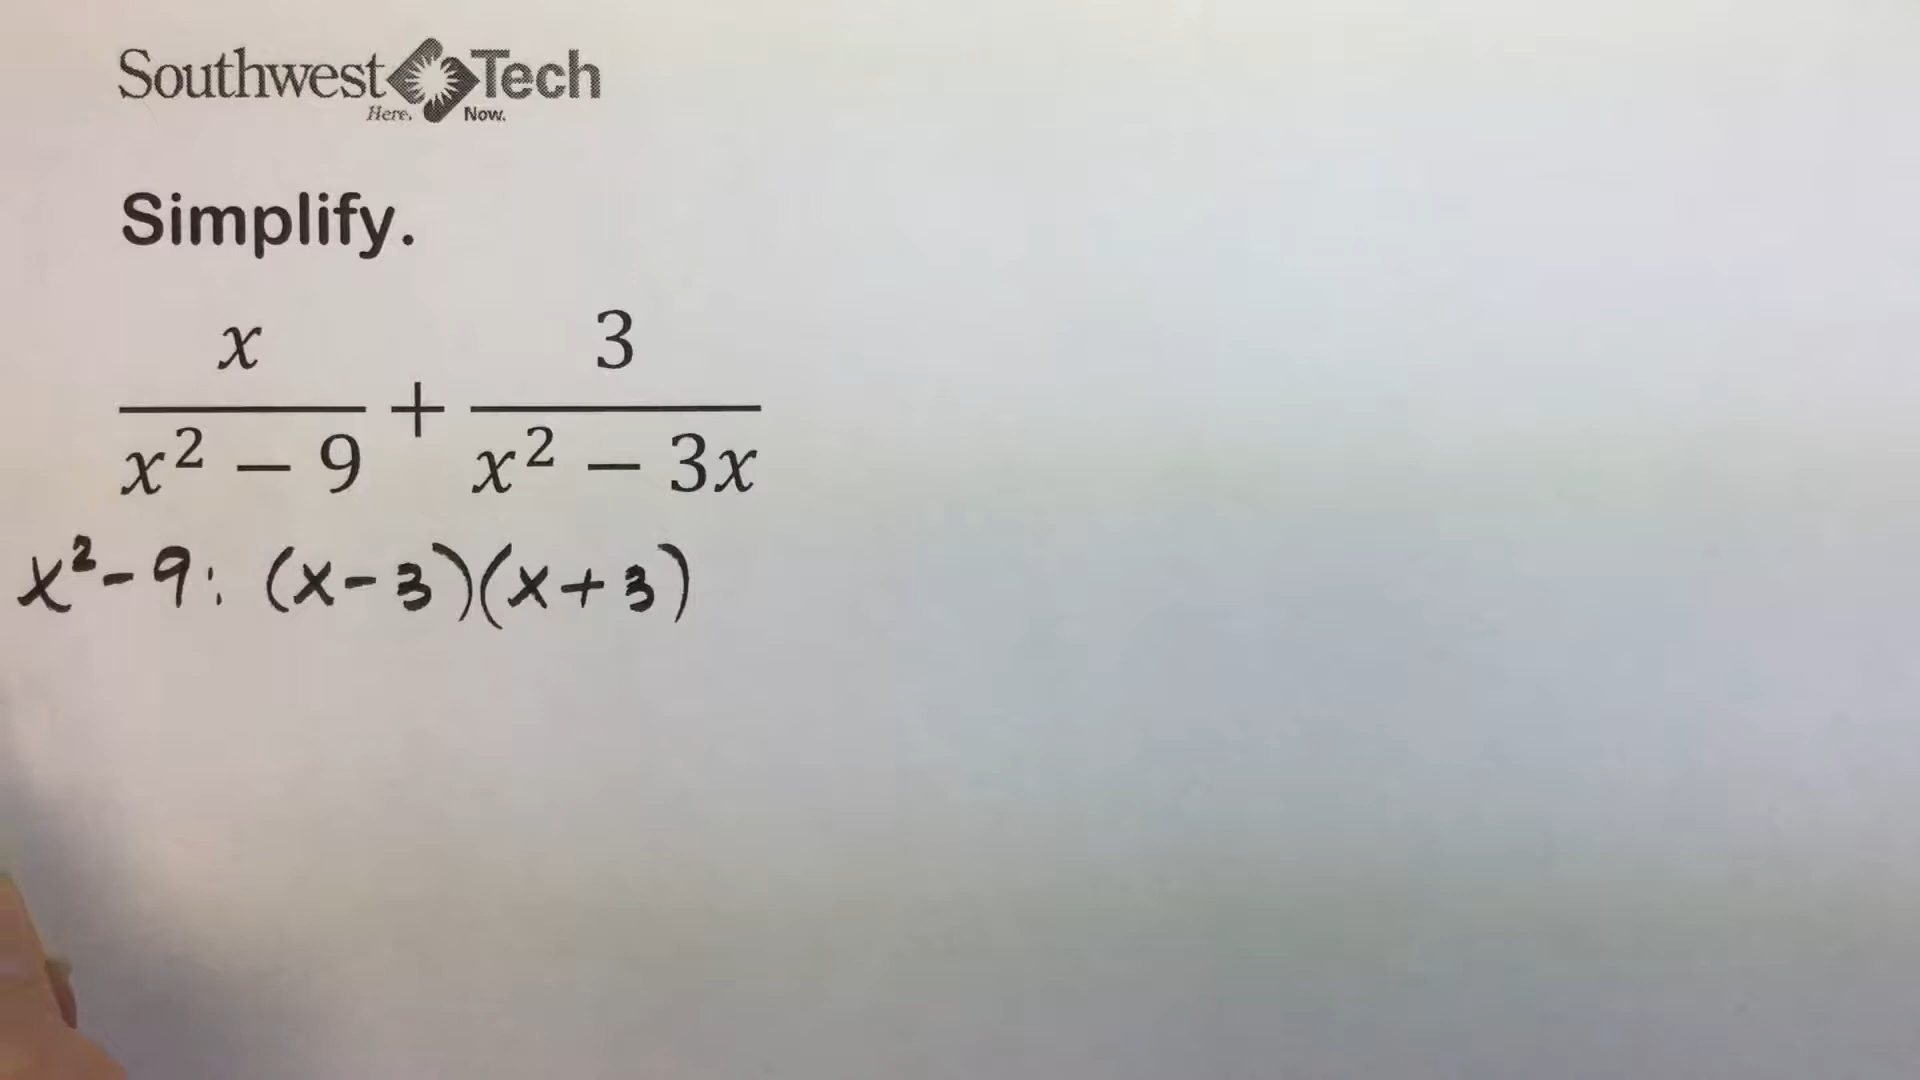 Southwest Tech
Here. Now.
Simplify.
x/(x² − 9) + 3/(x² − 3x)
x² - 9: (x - 3)(x + 3)